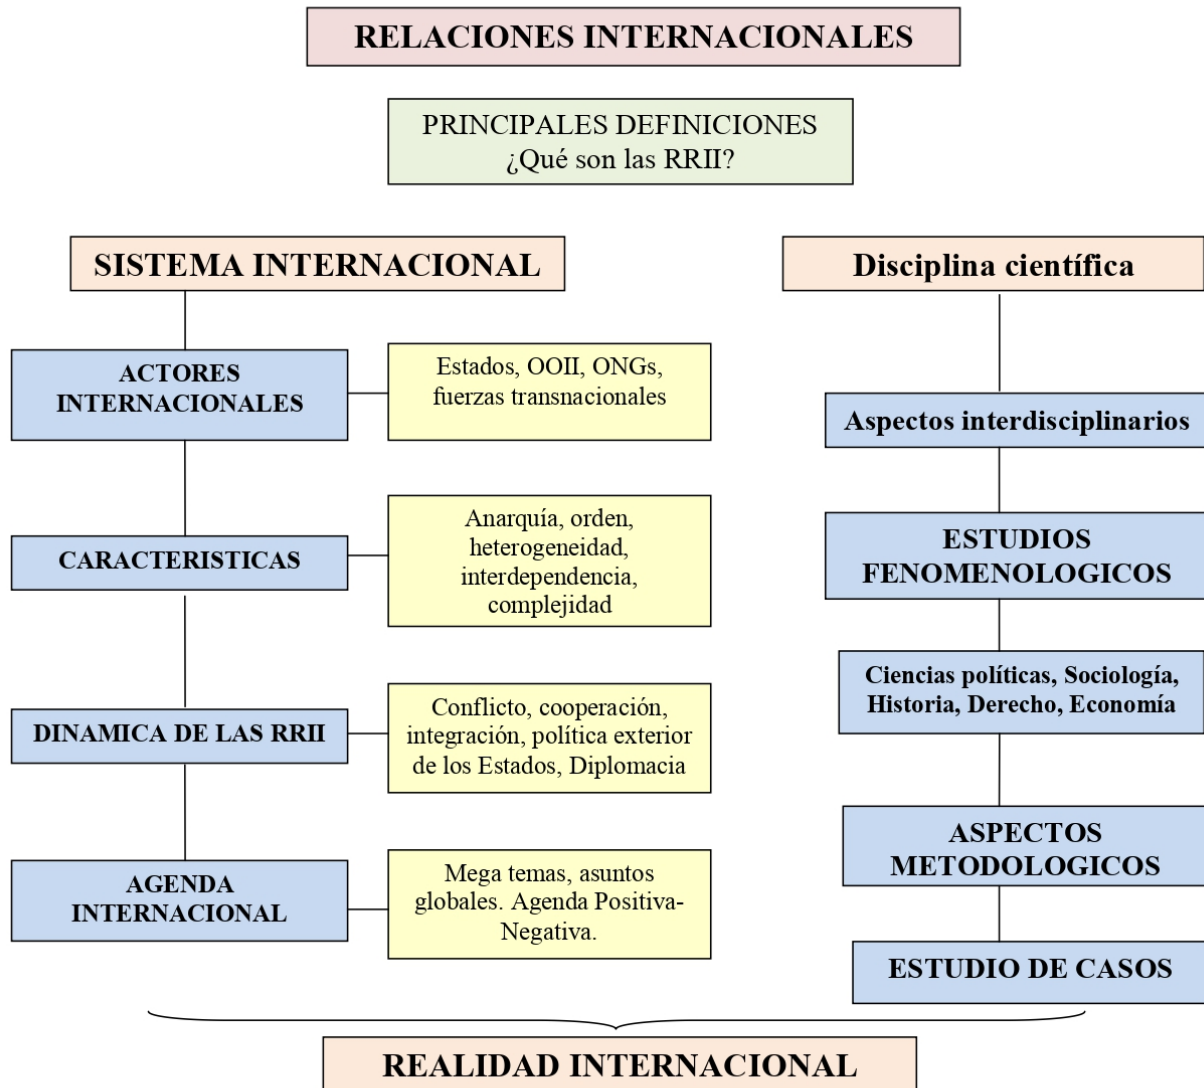 RELACIONES INTERNACIONALES
PRINCIPALES DEFINICIONES
¿Qué son las RRII?
SISTEMA INTERNACIONAL
ACTORES
INTERNACIONALES
Estados, OOII, ONGs,
fuerzas transnacionales
CARACTERISTICAS
Anarquía, orden,
heterogeneidad,
interdependencia,
complejidad
DINAMICA DE LAS RRII
Conflicto, cooperación,
integración, política exterior
de los Estados, Diplomacia
AGENDA
INTERNACIONAL
Mega temas, asuntos
globales. Agenda Positiva-
Negativa.
Disciplina científica
Aspectos interdisciplinarios
ESTUDIOS
FENOMENOLOGICOS
Ciencias políticas, Sociología,
Historia, Derecho, Economía
ASPECTOS
METODOLOGICOS
ESTUDIO DE CASOS
REALIDAD INTERNACIONAL